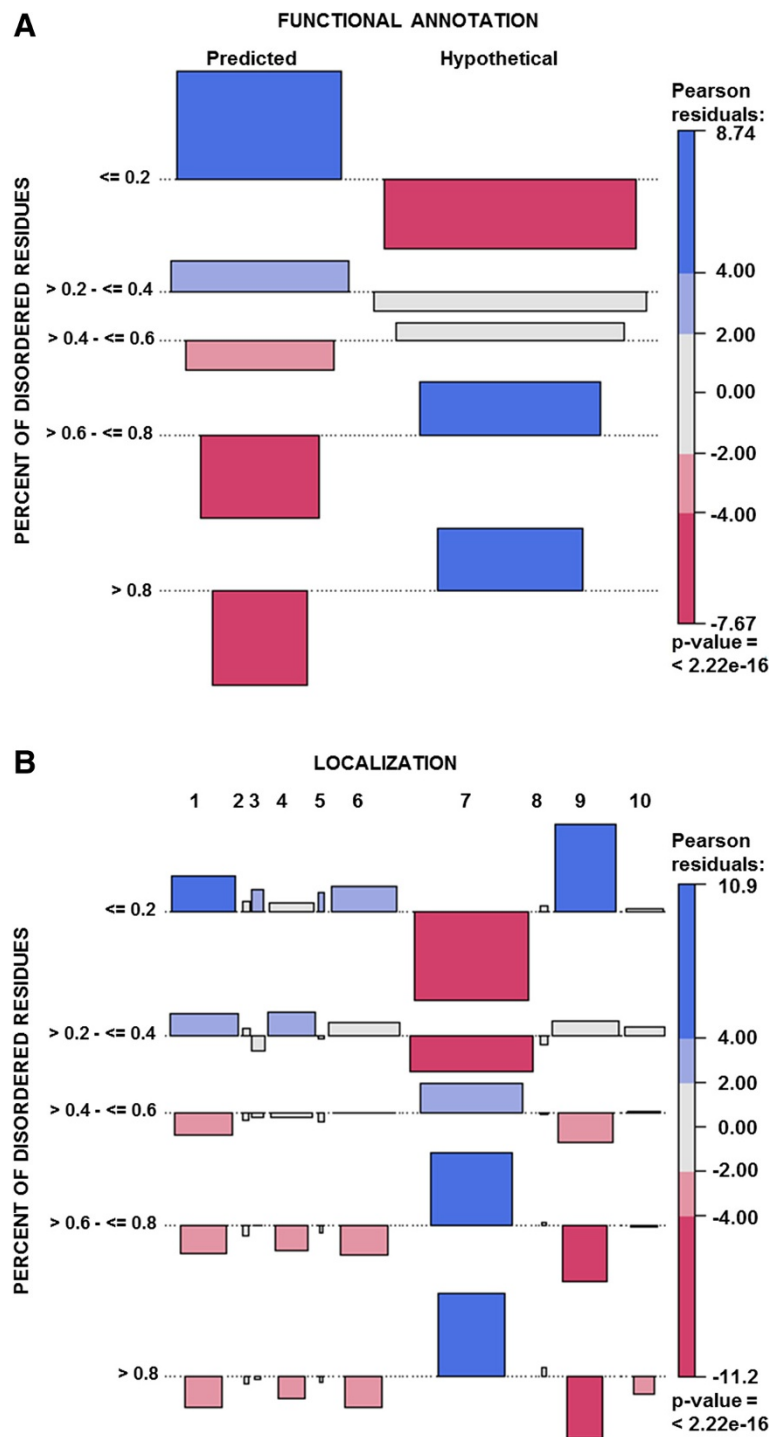 A
FUNCTIONAL ANNOTATION
Predicted Hypothetical
PERCENT OF DISORDERED RESIDUES
<= 0.2
> 0.2 - <= 0.4
> 0.4 - <= 0.6
> 0.6 - <= 0.8
> 0.8
Pearson
residuals:
8.74
4.00
2.00
0.00
-2.00
-4.00
-7.67
p-value =
< 2.22e-16
B
LOCALIZATION
1 2 3 4 5 6 7 8 9 10
PERCENT OF DISORDERED RESIDUES
<= 0.2
> 0.2 - <= 0.4
> 0.4 - <= 0.6
> 0.6 - <= 0.8
> 0.8
Pearson
residuals:
10.9
4.00
2.00
0.00
-2.00
-4.00
-11.2
p-value =
< 2.22e-16